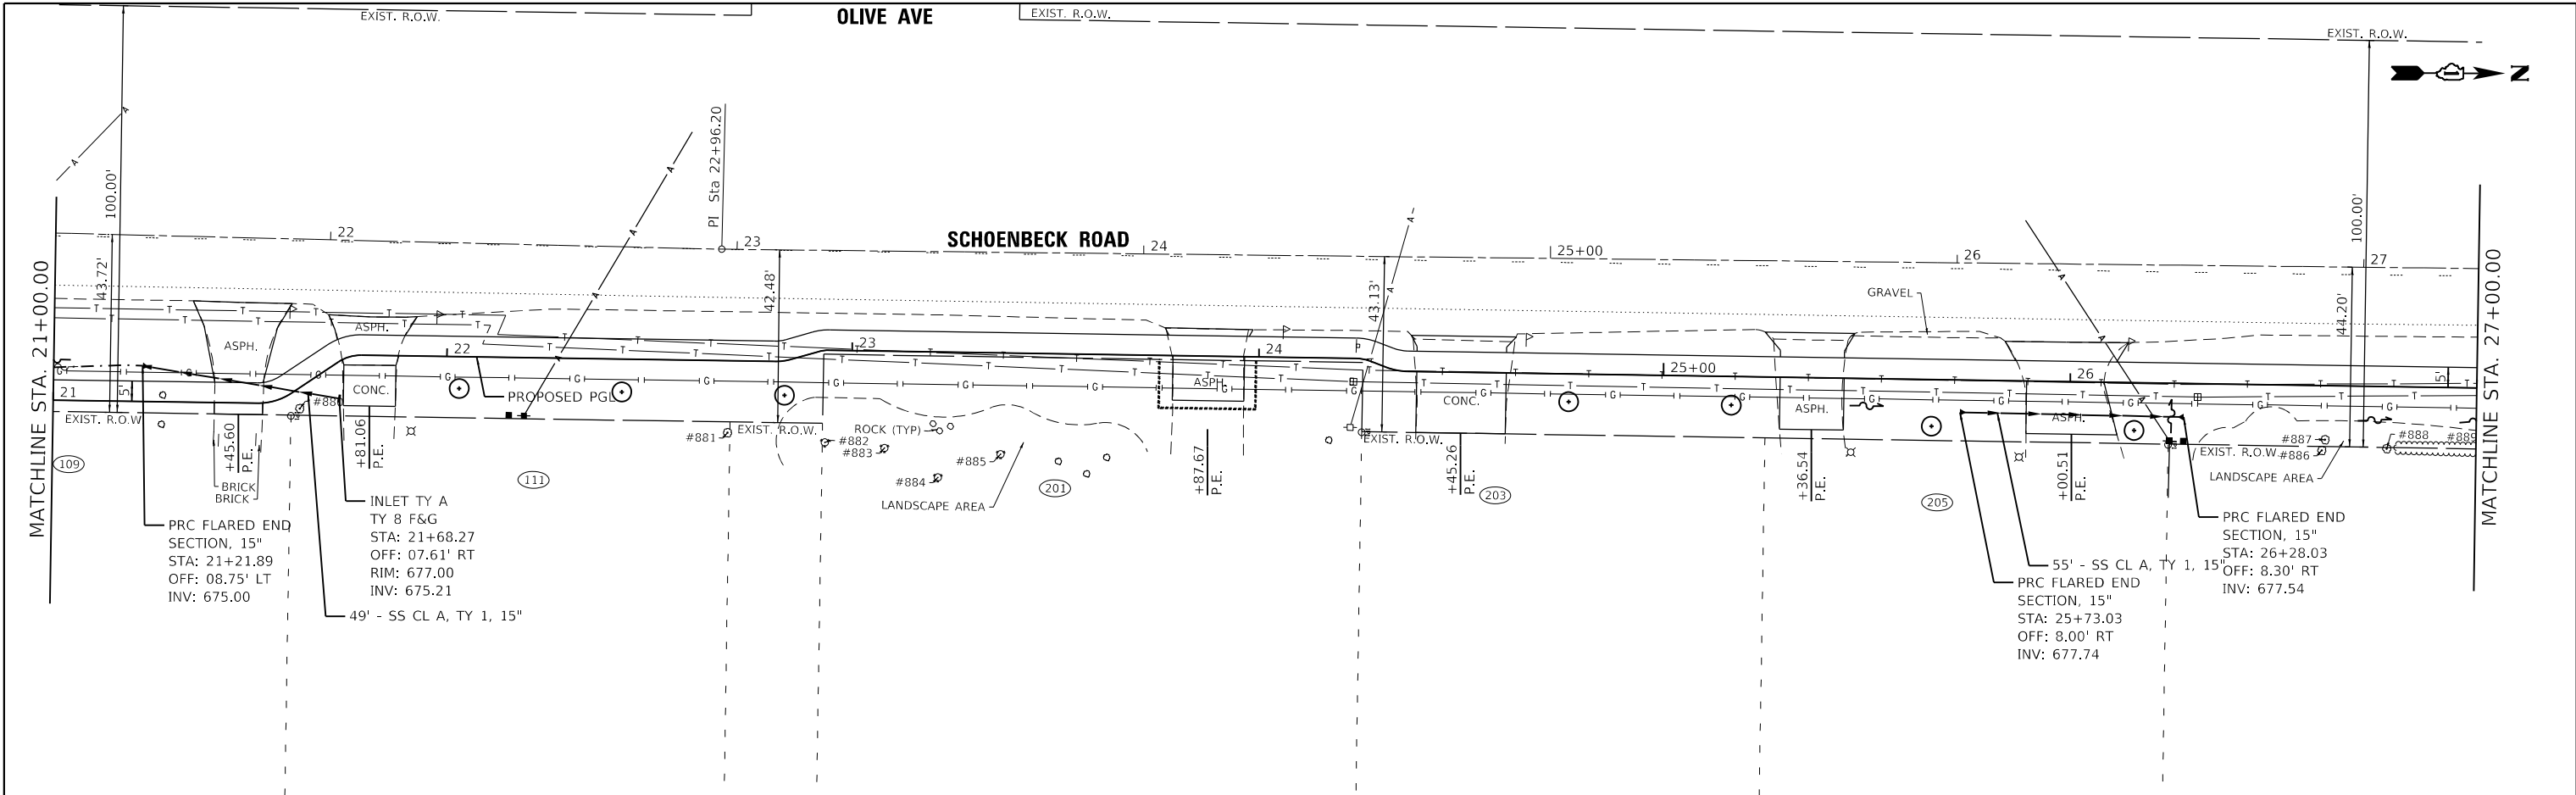 EXIST. R.O.W.
OLIVE AVE
EXIST. R.O.W.
EXIST. R.O.W.
N
MATCHLINE STA. 21+00.00
100.00'
43.72'
22
PI Sta 22+96.20
23
42.48'
SCHOENBECK ROAD
24
43.13'
25+00
26
GRAVEL
100.00'
44.20'
27
MATCHLINE STA. 27+00.00
21
5'
ASPH.
ASPH.
CONC.
22
PROPOSED PGL
23
24
ASPH.
CONC.
25+00
ASPH.
26
ASPH.
5'
EXIST. R.O.W
#880
+45.60
P.E.
+81.06
P.E.
BRICK
BRICK
109
111
#881
EXIST. R.O.W.
#882
#883
ROCK (TYP)
#884
#885
LANDSCAPE AREA
201
+87.67
P.E.
EXIST. R.O.W.
+45.26
P.E.
203
+36.54
P.E.
205
+00.51
P.E.
EXIST. R.O.W.
#887
#886
#888
#889
LANDSCAPE AREA
PRC FLARED END
SECTION, 15"
STA: 21+21.89
OFF: 08.75' LT
INV: 675.00
INLET TY A
TY 8 F&G
STA: 21+68.27
OFF: 07.61' RT
RIM: 677.00
INV: 675.21
49' - SS CL A, TY 1, 15"
55' - SS CL A, TY 1, 15"
PRC FLARED END
SECTION, 15"
STA: 25+73.03
OFF: 8.00' RT
INV: 677.74
PRC FLARED END
SECTION, 15"
STA: 26+28.03
OFF: 8.30' RT
INV: 677.54